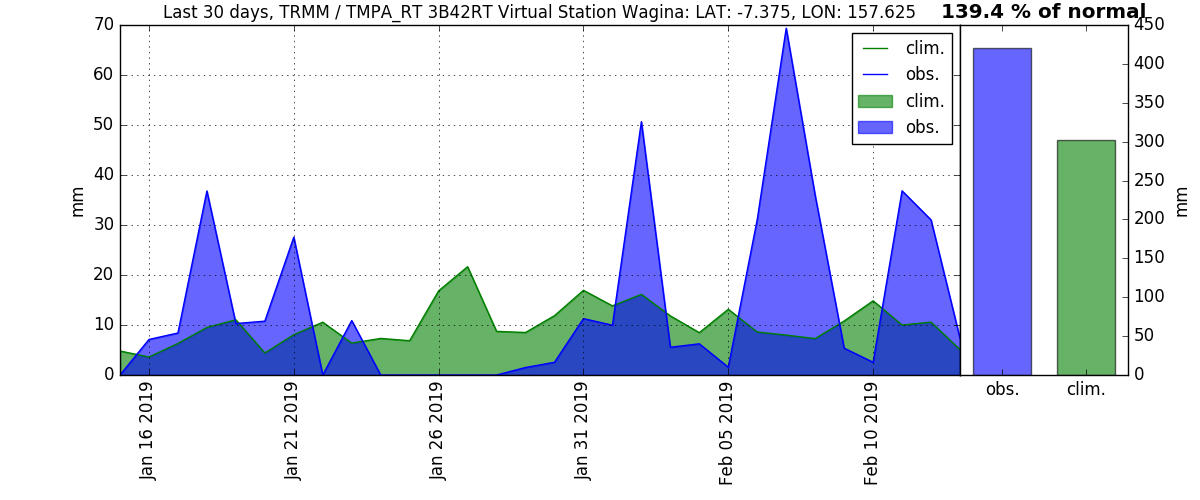 Last 30 days, TRMM / TMPA_RT 3B42RT Virtual Station Wagina: LAT: -7.375, LON: 157.625
139.4 % of normal
70
60
50
40
30
20
10
0
mm
clim.
obs.
clim.
obs.
Jan 16 2019
Jan 21 2019
Jan 26 2019
Jan 31 2019
Feb 05 2019
Feb 10 2019
450
400
350
300
250
200
150
100
50
0
mm
obs.
clim.